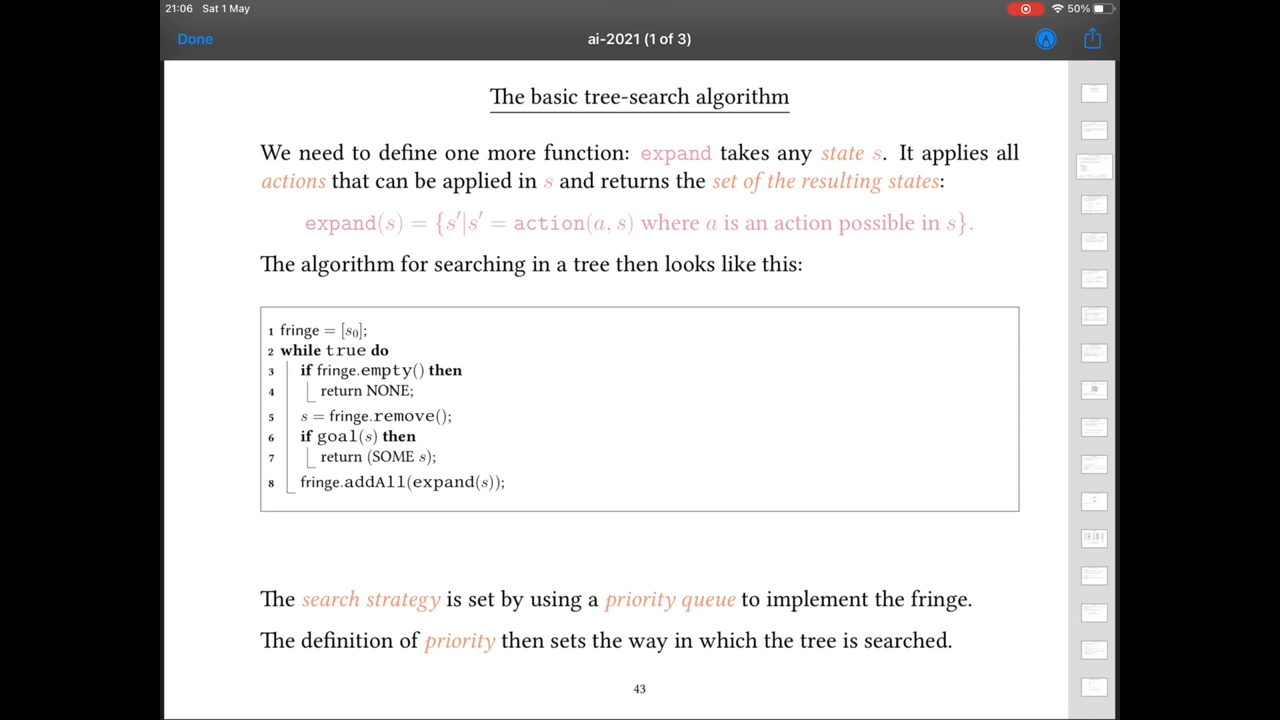 21:06 Sat 1 May 50%
Done ai-2021 (1 of 3)
The basic tree-search algorithm
We need to define one more function: expand takes any state s. It applies all
actions that can be applied in s and returns the set of the resulting states:
expand(s) = {s′|s′ = action(a, s) where a is an action possible in s}.
The algorithm for searching in a tree then looks like this:
1 fringe = [s₀];
2 while true do
3 if fringe.empty() then
4 return NONE;
5 s = fringe.remove();
6 if goal(s) then
7 return (SOME s);
8 fringe.addAll(expand(s));
The search strategy is set by using a priority queue to implement the fringe.
The definition of priority then sets the way in which the tree is searched.
43